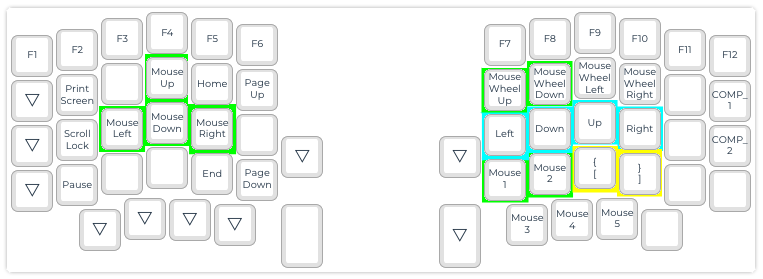 F1
F2
F3
F4
F5
F6
▽
Print
Screen
Mouse
Up
Home
Page
Up
▽
Scroll
Lock
Mouse
Left
Mouse
Down
Mouse
Right
▽
▽
Pause
End
Page
Down
▽
▽
▽
▽
F7
F8
F9
F10
F11
F12
Mouse
Wheel
Up
Mouse
Wheel
Down
Mouse
Wheel
Left
Mouse
Wheel
Right
COMP_
1
Left
Down
Up
Right
COMP_
2
▽
Mouse
1
Mouse
2
{
[
}
]
▽
Mouse
3
Mouse
4
Mouse
5